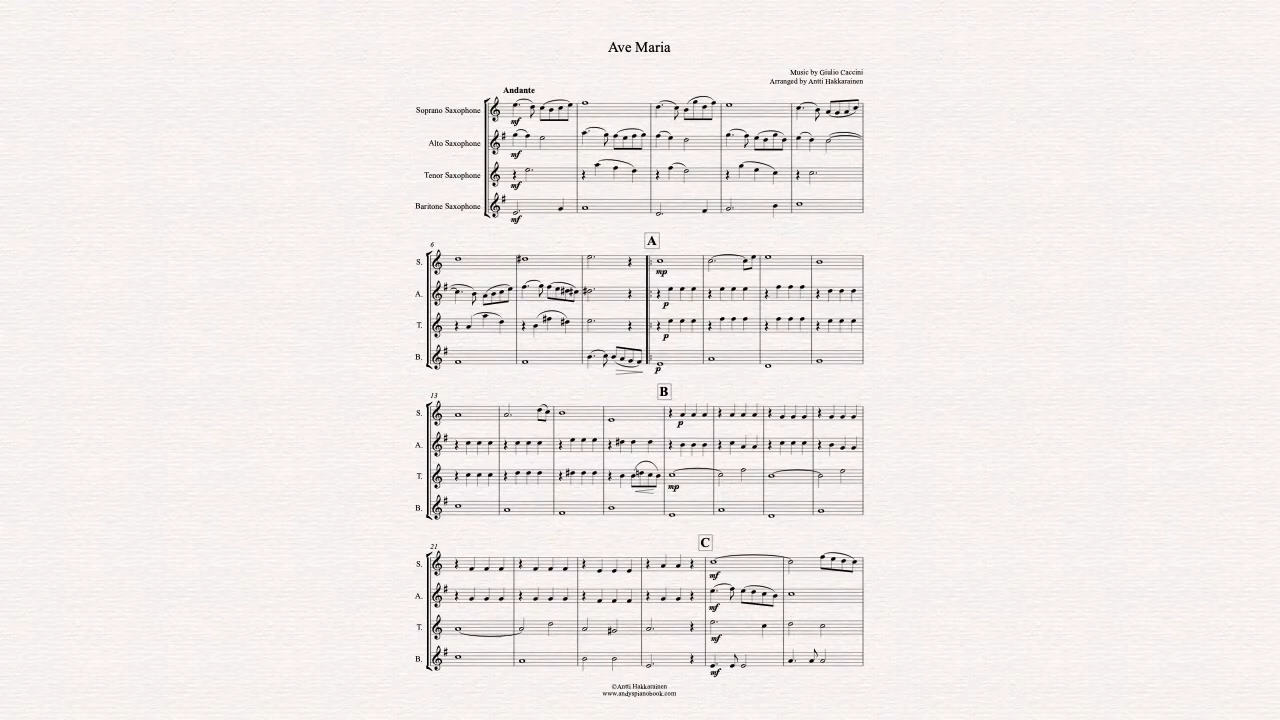 Ave Maria
Music by Giulio Caccini
Arranged by Antti Hakkarainen
Andante
Soprano Saxophone
mf
Alto Saxophone
mf
Tenor Saxophone
mf
Baritone Saxophone
mf
6
A
S.
mp
A.
p
T.
p
B.
p
13
B
S.
p
A.
T.
mp
B.
21
C
S.
mf
A.
mf
T.
mf
B.
mf
©Antti Hakkarainen
www.andyspianobook.com